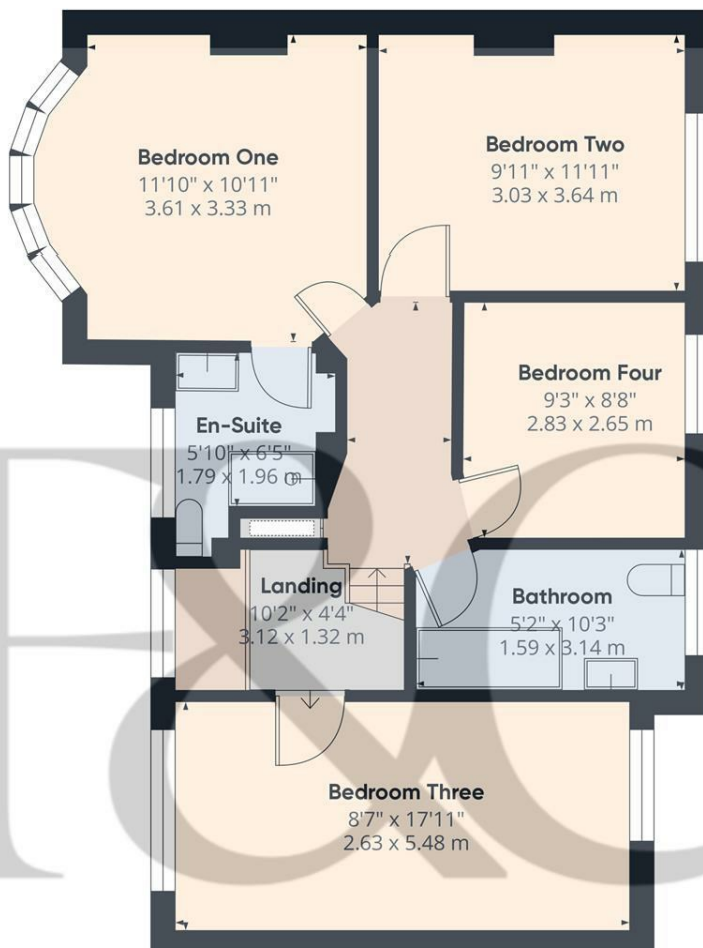 Bedroom One
11'10" x 10'11"
3.61 x 3.33 m
Bedroom Two
9'11" x 11'11"
3.03 x 3.64 m
Bedroom Four
9'3" x 8'8"
2.83 x 2.65 m
En-Suite
5'10" x 6'5"
1.79 x 1.96 m
Landing
10'2" x 4'4"
3.12 x 1.32 m
Bathroom
5'2" x 10'3"
1.59 x 3.14 m
Bedroom Three
8'7" x 17'11"
2.63 x 5.48 m
F&C